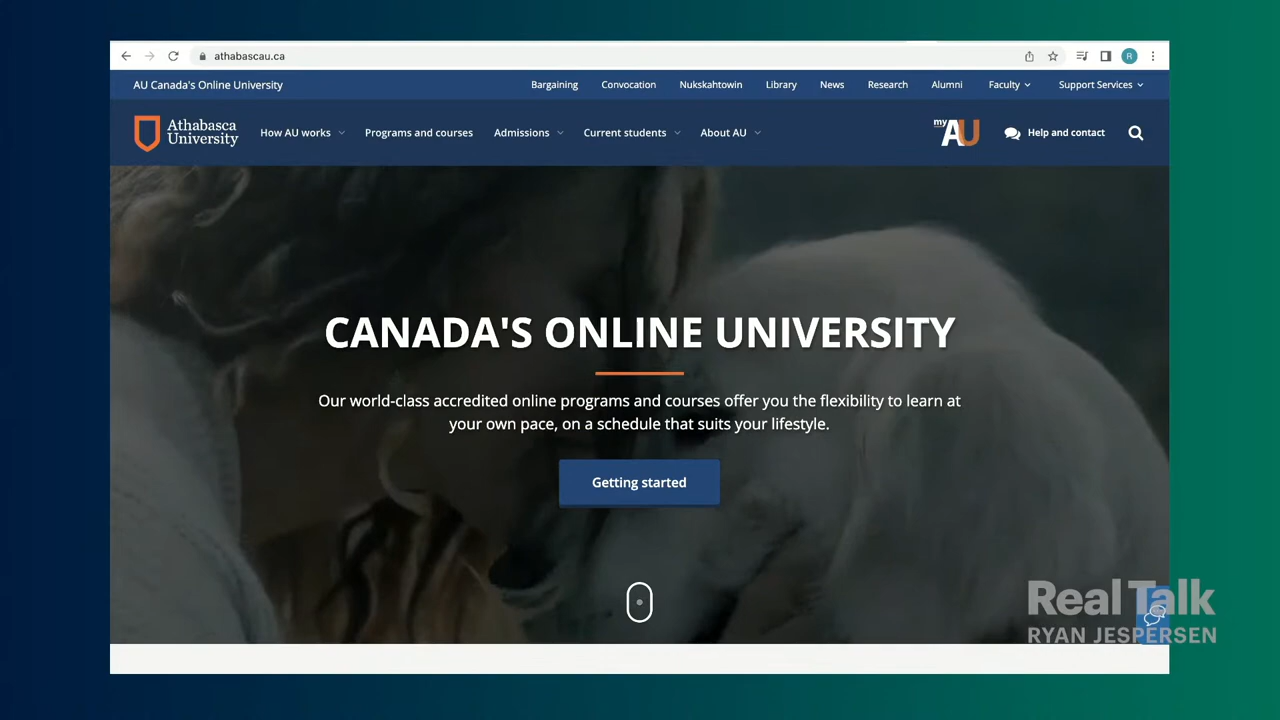 athabascau.ca
R
AU Canada's Online University
Bargaining Convocation Nukskahtowin Library News Research Alumni Faculty Support Services
Athabasca
University
How AU works Programs and courses Admissions Current students About AU
my
AU
Help and contact
CANADA'S ONLINE UNIVERSITY
Our world-class accredited online programs and courses offer you the flexibility to learn at
your own pace, on a schedule that suits your lifestyle.
Getting started
Real Talk
RYAN JESPERSEN